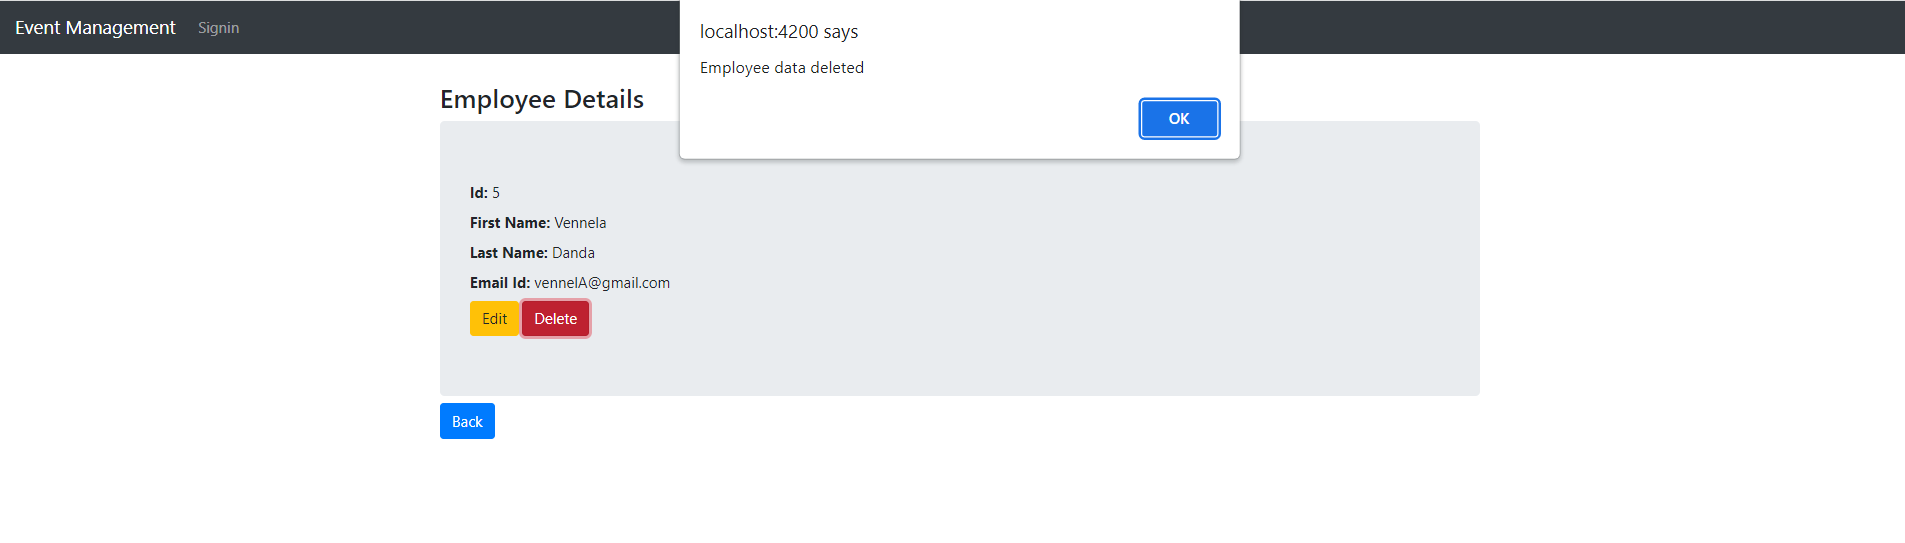 Event Management Signin
localhost:4200 says
Employee data deleted
OK
Employee Details
Id: 5
First Name: Vennela
Last Name: Danda
Email Id: vennelA@gmail.com
Edit Delete
Back